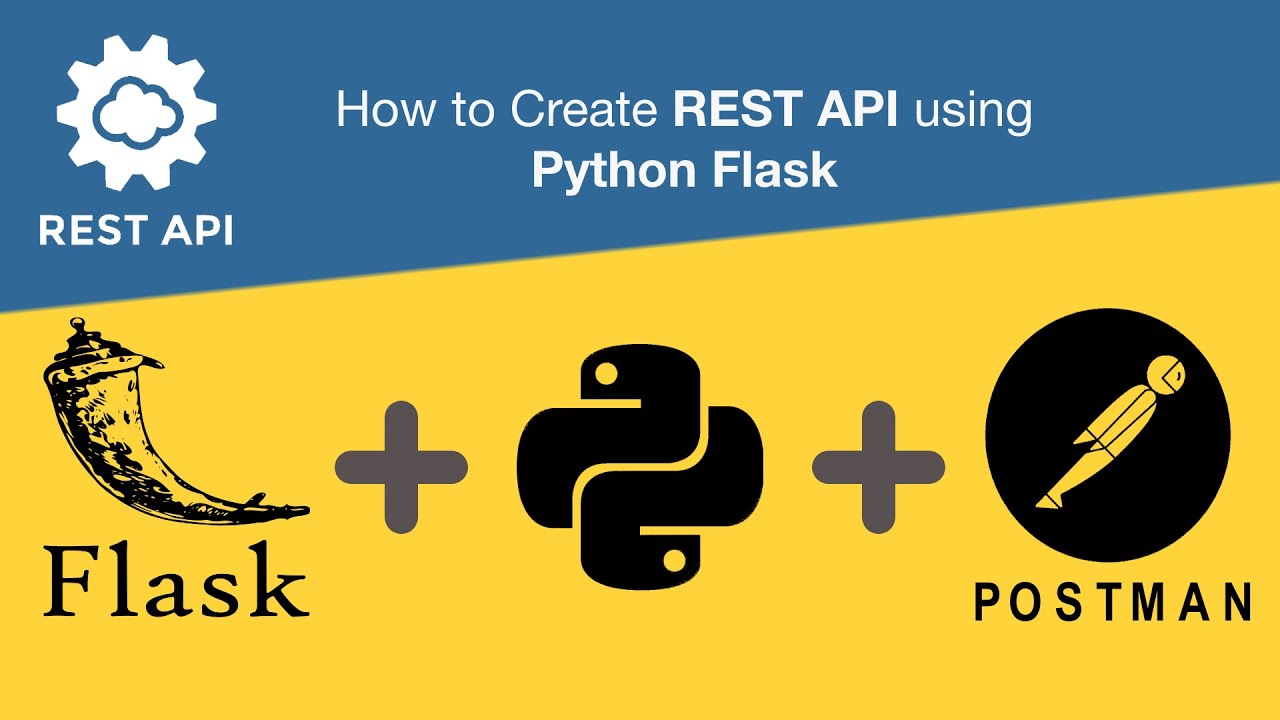 How to Create REST API using
Python Flask
REST API
Flask
POSTMAN